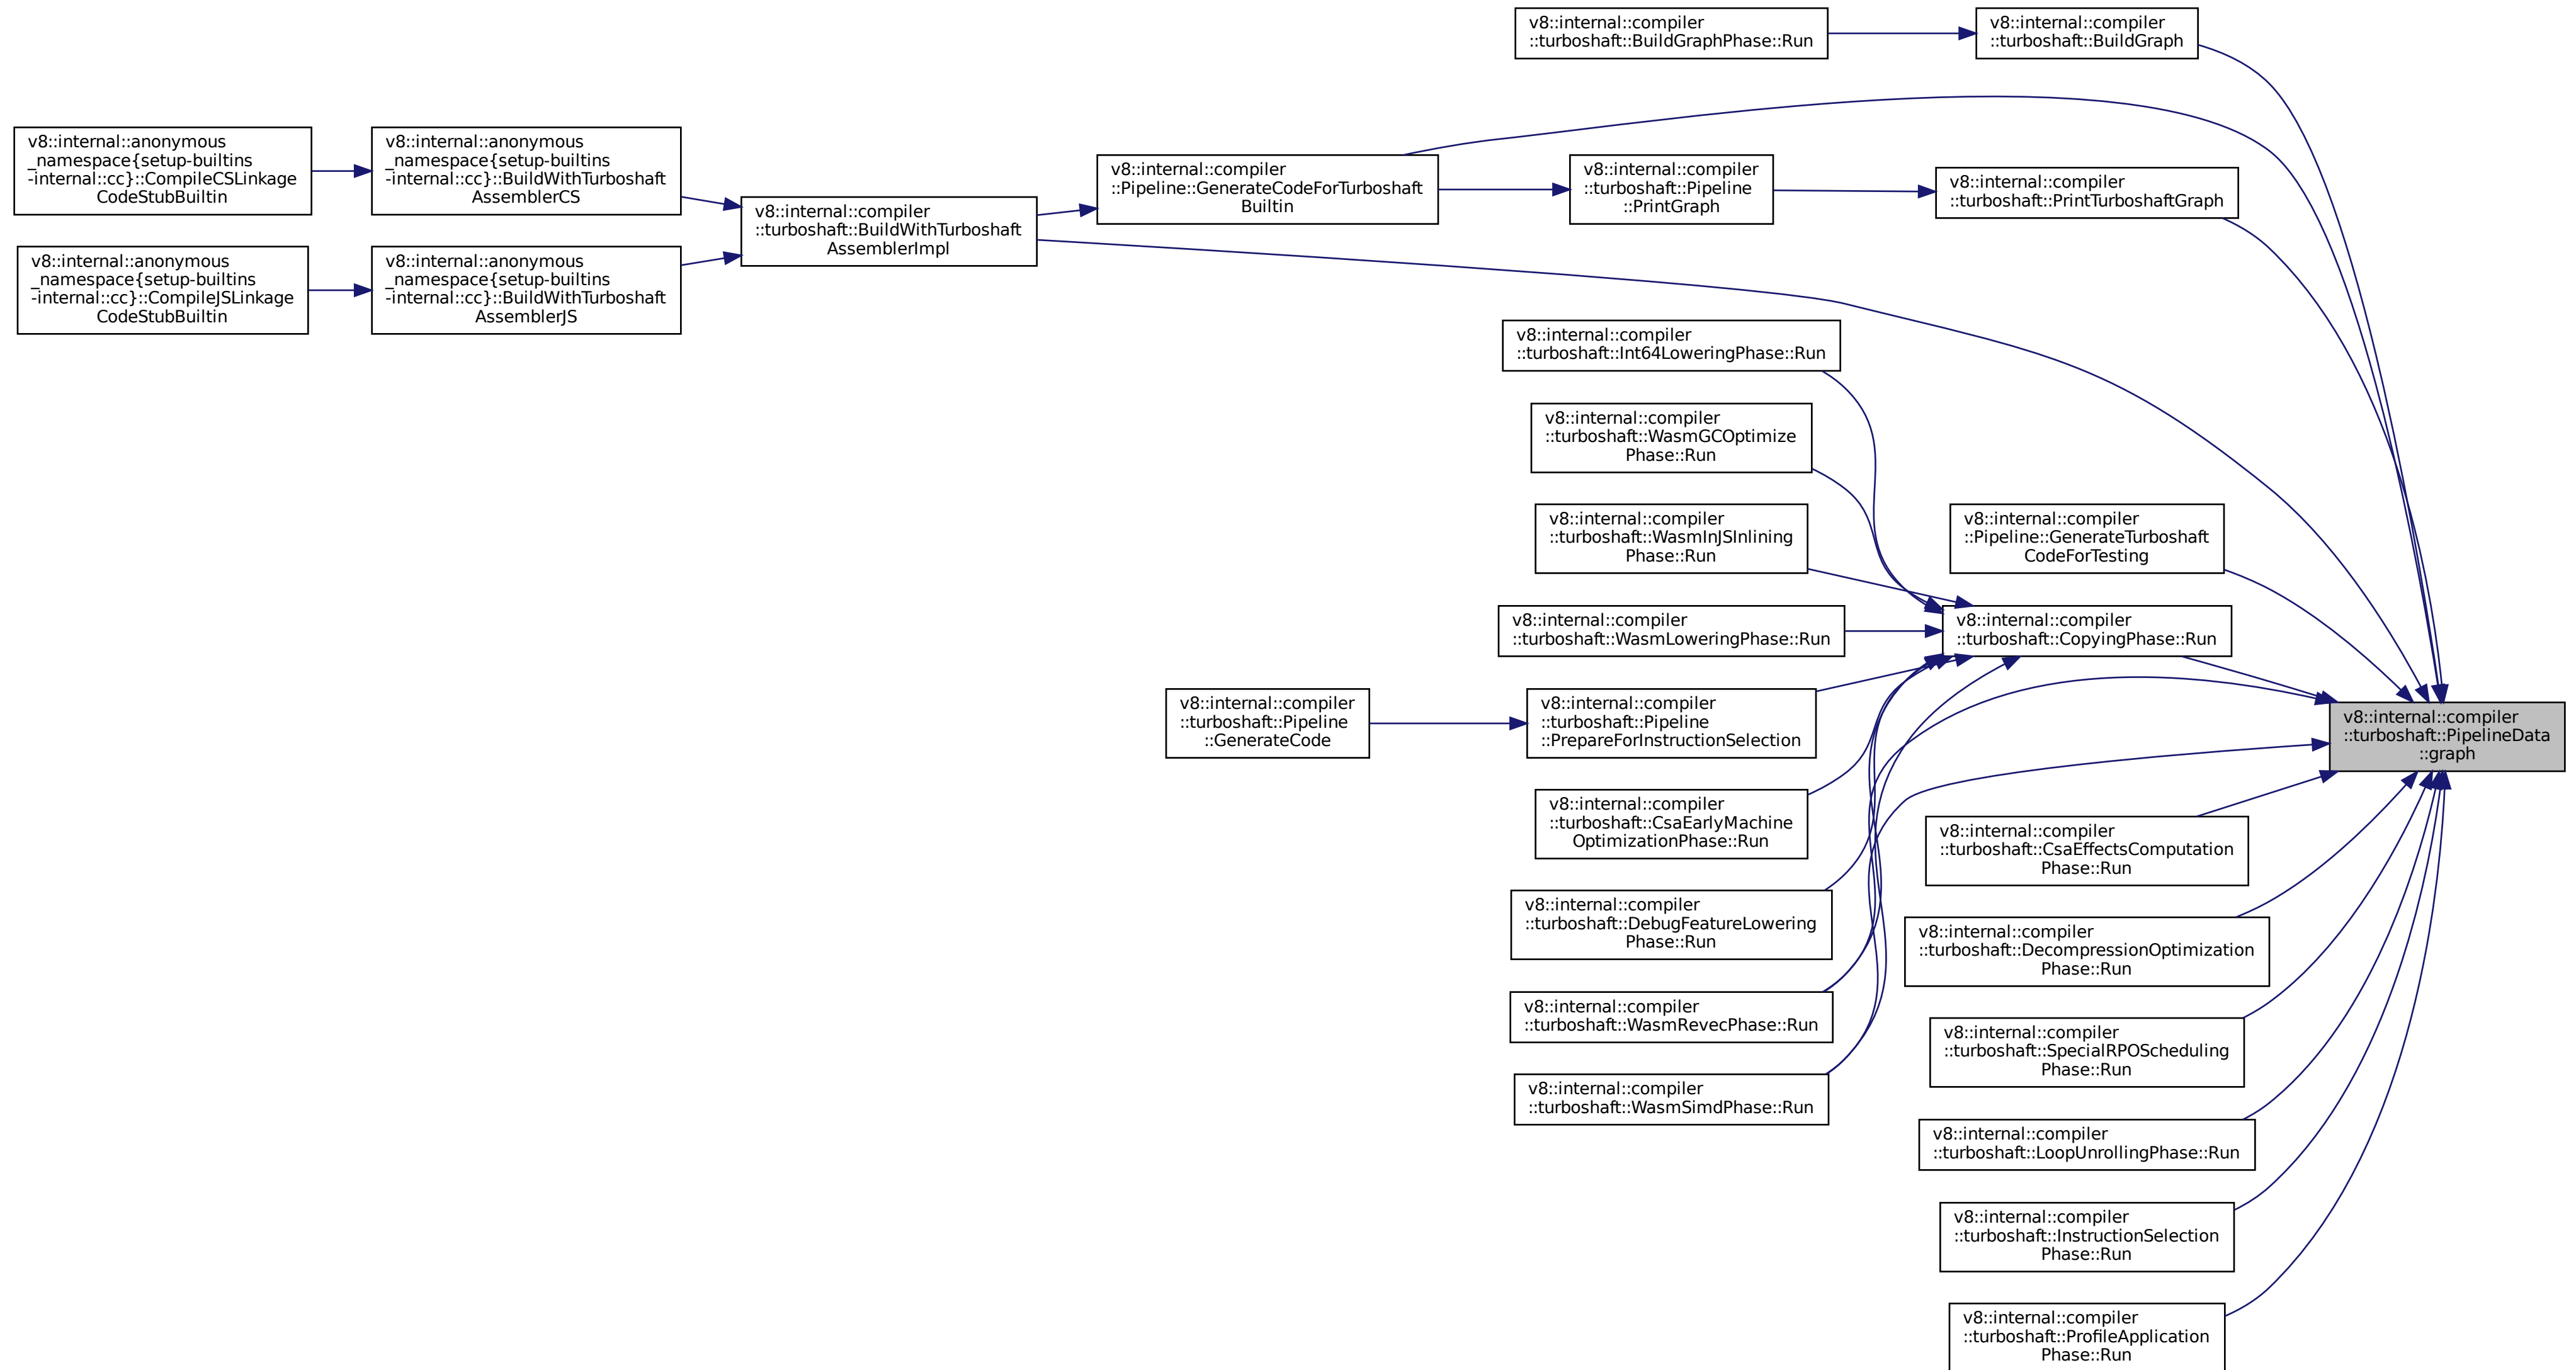 v8::internal::compiler
::turboshaft::BuildGraphPhase::Run
v8::internal::compiler
::turboshaft::BuildGraph
v8::internal::anonymous
_namespace{setup-builtins
-internal::cc}::CompileCSLinkage
CodeStubBuiltin
v8::internal::anonymous
_namespace{setup-builtins
-internal::cc}::BuildWithTurboshaft
AssemblerCS
v8::internal::compiler
::turboshaft::BuildWithTurboshaft
AssemblerImpl
v8::internal::compiler
::Pipeline::GenerateCodeForTurboshaft
Builtin
v8::internal::compiler
::turboshaft::Pipeline
::PrintGraph
v8::internal::compiler
::turboshaft::PrintTurboshaftGraph
v8::internal::anonymous
_namespace{setup-builtins
-internal::cc}::CompileJSLinkage
CodeStubBuiltin
v8::internal::anonymous
_namespace{setup-builtins
-internal::cc}::BuildWithTurboshaft
AssemblerJS
v8::internal::compiler
::turboshaft::Int64LoweringPhase::Run
v8::internal::compiler
::turboshaft::WasmGCOptimize
Phase::Run
v8::internal::compiler
::turboshaft::WasmInJSInlining
Phase::Run
v8::internal::compiler
::Pipeline::GenerateTurboshaft
CodeForTesting
v8::internal::compiler
::turboshaft::WasmLoweringPhase::Run
v8::internal::compiler
::turboshaft::CopyingPhase::Run
v8::internal::compiler
::turboshaft::Pipeline
::GenerateCode
v8::internal::compiler
::turboshaft::Pipeline
::PrepareForInstructionSelection
v8::internal::compiler
::turboshaft::PipelineData
::graph
v8::internal::compiler
::turboshaft::CsaEarlyMachine
OptimizationPhase::Run
v8::internal::compiler
::turboshaft::CsaEffectsComputation
Phase::Run
v8::internal::compiler
::turboshaft::DebugFeatureLowering
Phase::Run
v8::internal::compiler
::turboshaft::DecompressionOptimization
Phase::Run
v8::internal::compiler
::turboshaft::WasmRevecPhase::Run
v8::internal::compiler
::turboshaft::SpecialRPOScheduling
Phase::Run
v8::internal::compiler
::turboshaft::WasmSimdPhase::Run
v8::internal::compiler
::turboshaft::LoopUnrollingPhase::Run
v8::internal::compiler
::turboshaft::InstructionSelection
Phase::Run
v8::internal::compiler
::turboshaft::ProfileApplication
Phase::Run